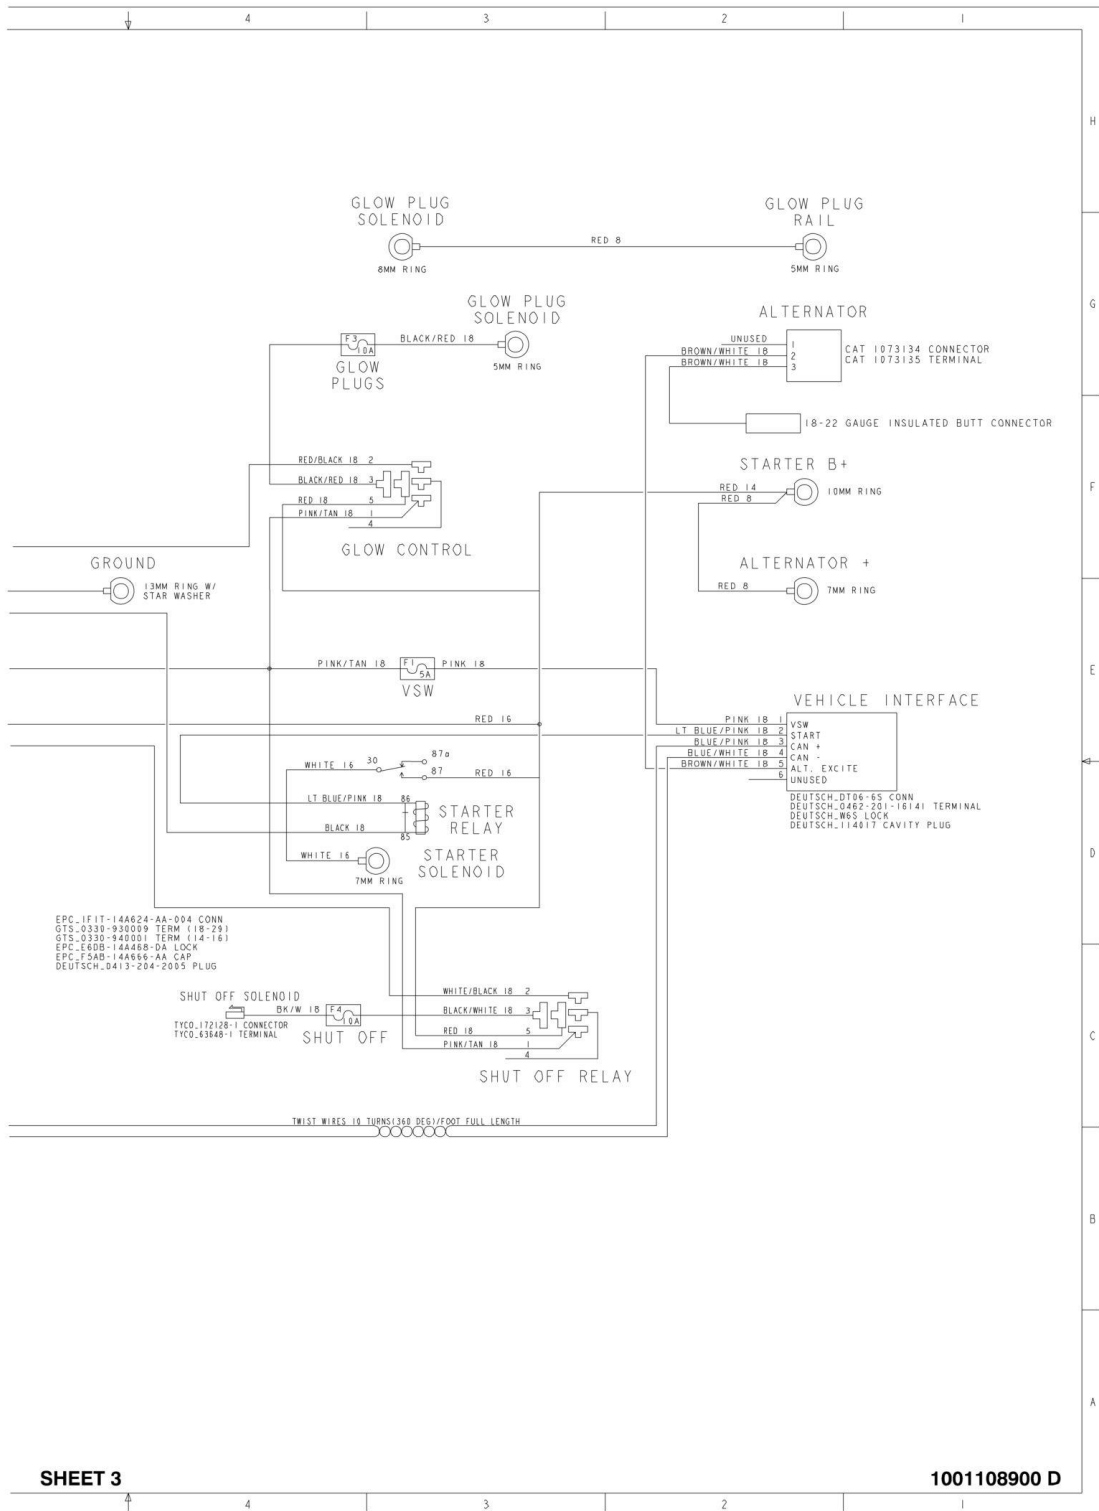 4 3 2 1
H
GLOW PLUG
SOLENOID
8MM RING
RED 8
GLOW PLUG
RAIL
5MM RING
G
GLOW PLUG
SOLENOID
5MM RING
BLACK/RED 18
F3
10A
GLOW
PLUGS
ALTERNATOR
UNUSED 1
BROWN/WHITE 18 2
BROWN/WHITE 18 3
CAT 1073134 CONNECTOR
CAT 1073135 TERMINAL
18-22 GAUGE INSULATED BUTT CONNECTOR
F
RED/BLACK 18 2
BLACK/RED 18 3
RED 18 5
PINK/TAN 18 1
4
GLOW CONTROL
STARTER B+
RED 14
RED 8
10MM RING
GROUND
13MM RING W/
STAR WASHER
ALTERNATOR +
RED 8
7MM RING
E
PINK/TAN 18
F1
5A
PINK 18
VSW
VEHICLE INTERFACE
RED 16
PINK 18 1 VSW
LT BLUE/PINK 18 2 START
BLUE/PINK 18 3 CAN +
BLUE/WHITE 18 4 CAN -
BROWN/WHITE 18 5 ALT. EXCITE
6 UNUSED
DEUTSCH_DT06-6S CONN
DEUTSCH_0462-201-16141 TERMINAL
DEUTSCH_W6S LOCK
DEUTSCH_114017 CAVITY PLUG
WHITE 16
30
87a
87
RED 16
LT BLUE/PINK 18 86
BLACK 18
85
STARTER
RELAY
D
WHITE 16
7MM RING
STARTER
SOLENOID
EPC_1F1T-14A624-AA-004 CONN
GTS_0330-930009 TERM (18-29)
GTS_0330-940001 TERM (14-16)
EPC_E6DB-14A468-DA LOCK
EPC_F5AB-14A666-AA CAP
DEUTSCH_0413-204-2005 PLUG
SHUT OFF SOLENOID
BK/W 18
F4
10A
TYCO_172128-1 CONNECTOR
TYCO_63648-1 TERMINAL
SHUT OFF
WHITE/BLACK 18 2
BLACK/WHITE 18 3
RED 18 5
PINK/TAN 18 1
4
SHUT OFF RELAY
C
TWIST WIRES 10 TURNS(360 DEG)/FOOT FULL LENGTH
B
A
SHEET 3
1001108900 D
4 3 2 1